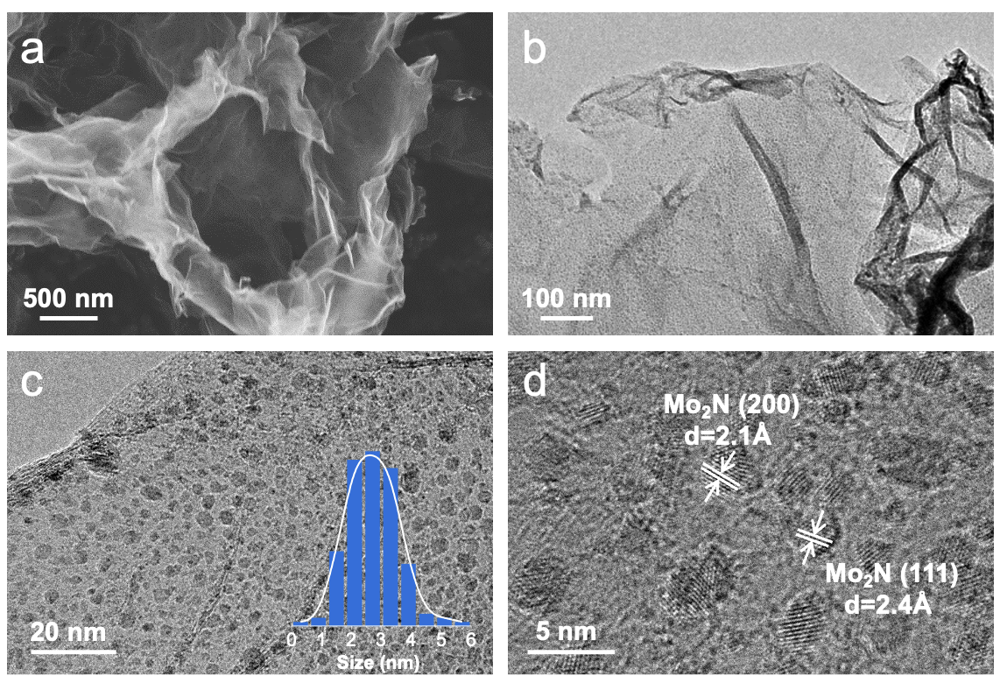 a
500 nm
b
100 nm
c
20 nm
0 1 2 3 4 5 6
Size (nm)
d
Mo₂N (200)
d=2.1Å
Mo₂N (111)
d=2.4Å
5 nm